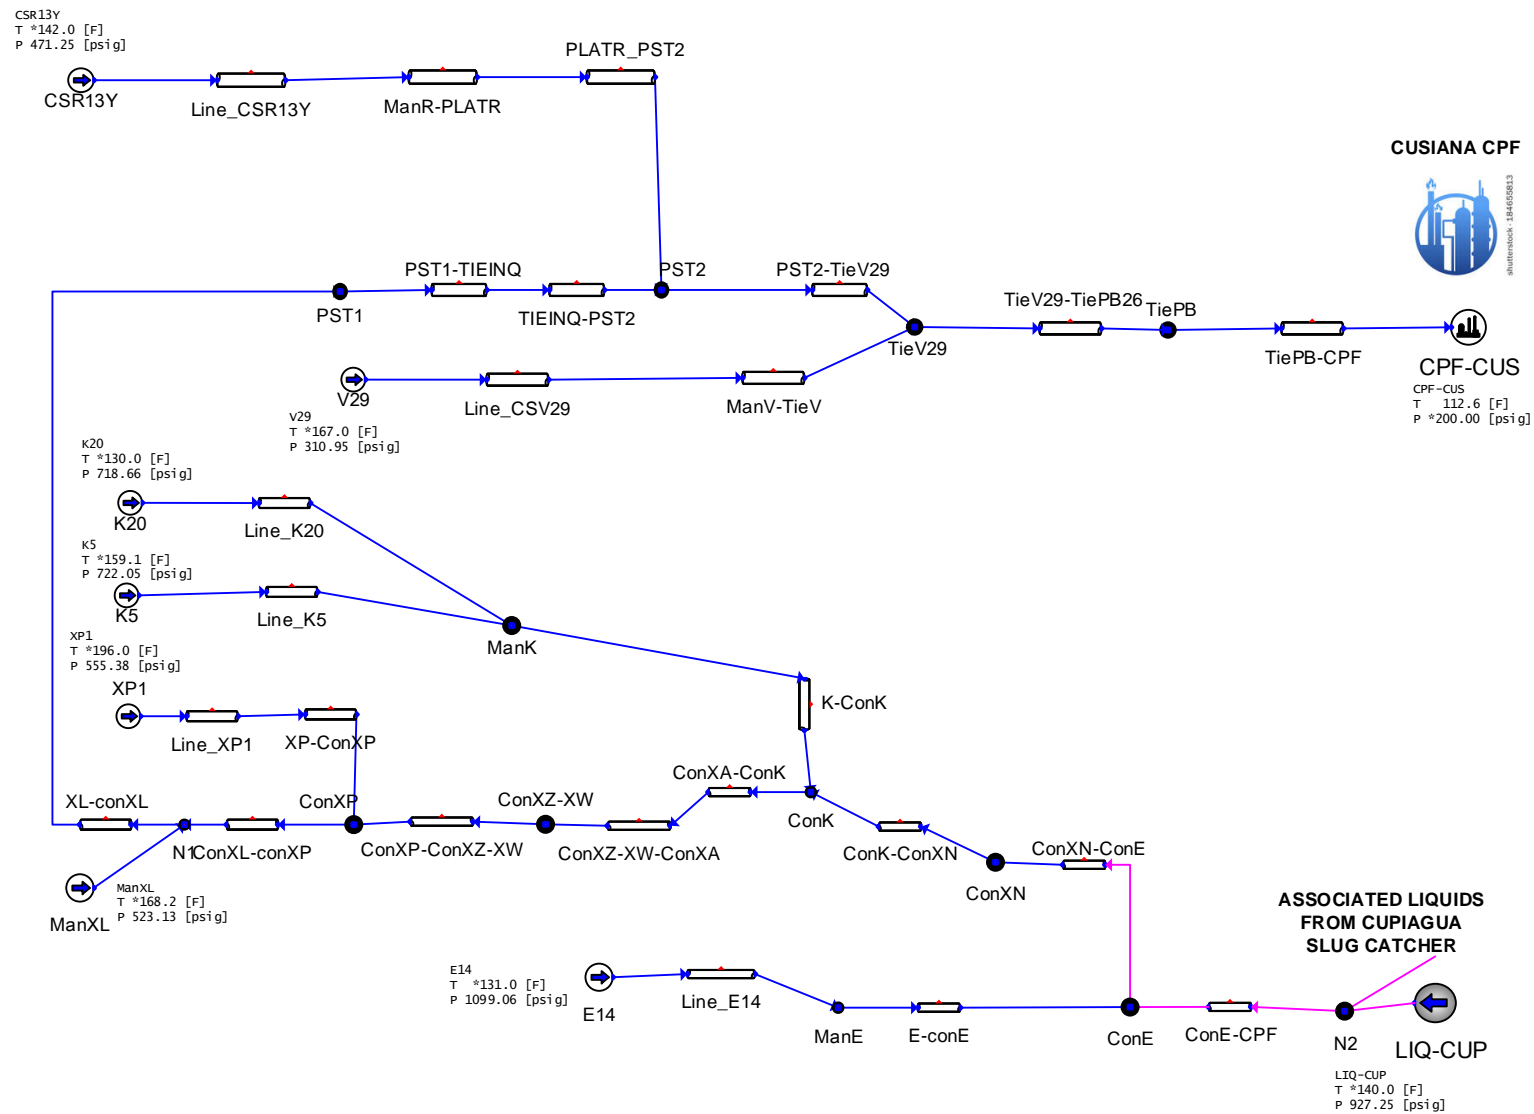 CSR13Y
T *142.0 [F]
P 471.25 [psig]
CSR13Y
Line_CSR13Y
ManR-PLATR
PLATR_PST2
CUSIANA CPF
shutterstock · 184655813
PST1
PST1-TIEINQ
TIEINQ-PST2
PST2
PST2-TieV29
TieV29
TieV29-TiePB26
TiePB
TiePB-CPF
CPF-CUS
CPF-CUS
T 112.6 [F]
P *200.00 [psig]
V29
Line_CSV29
ManV-TieV
V29
T *167.0 [F]
P 310.95 [psig]
K20
T *130.0 [F]
P 718.66 [psig]
K20
Line_K20
K5
T *159.1 [F]
P 722.05 [psig]
K5
Line_K5
ManK
XP1
T *196.0 [F]
P 555.38 [psig]
XP1
Line_XP1
XP-ConXP
K-ConK
XL-conXL
N1
ConXL-conXP
ConXP
ConXP-ConXZ-XW
ConXZ-XW
ConXZ-XW-ConXA
ConXA-ConK
ConK
ConK-ConXN
ConXN
ConXN-ConE
ManXL
ManXL
T *168.2 [F]
P 523.13 [psig]
ASSOCIATED LIQUIDS
FROM CUPIAGUA
SLUG CATCHER
E14
T *131.0 [F]
P 1099.06 [psig]
E14
Line_E14
ManE
E-conE
ConE
ConE-CPF
N2
LIQ-CUP
LIQ-CUP
T *140.0 [F]
P 927.25 [psig]